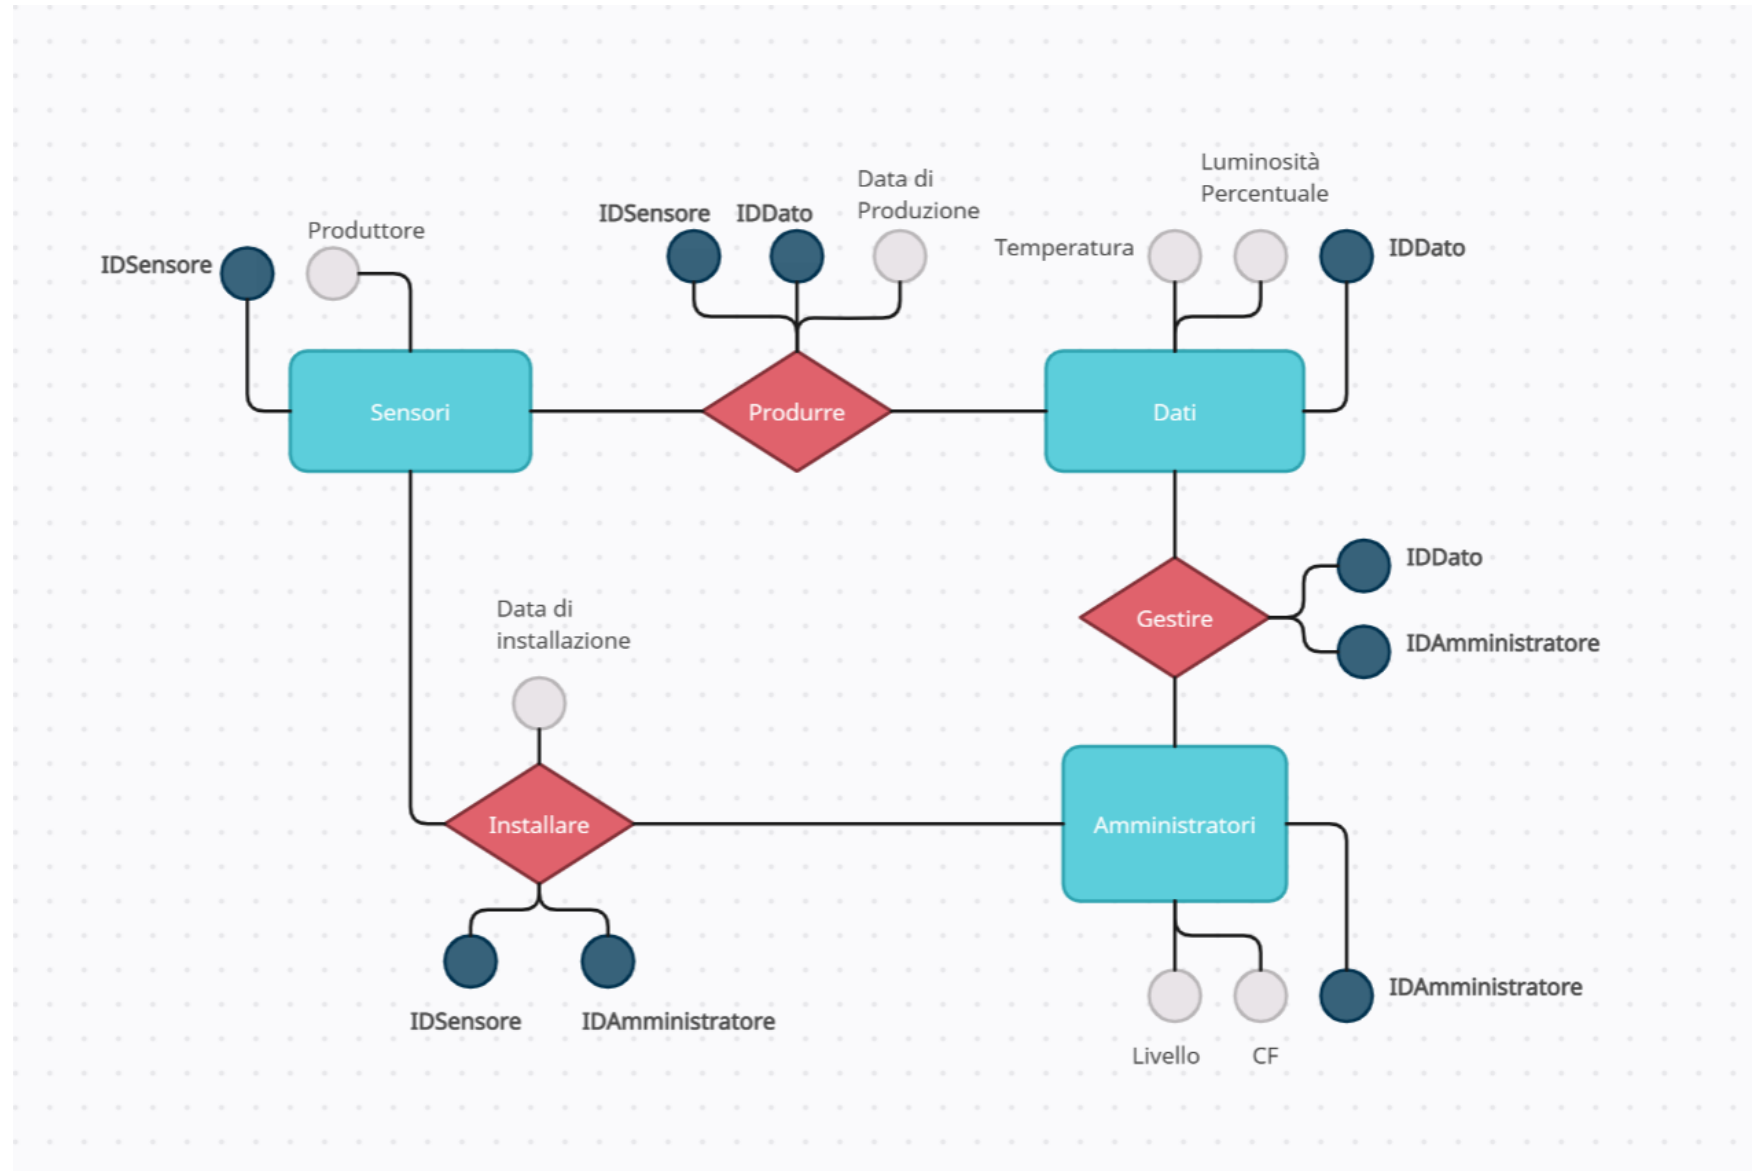 Luminosità
Percentuale
Data di
Produzione
IDSensore
IDDato
Produttore
IDSensore
Temperatura
IDDato
Sensori
Produrre
Dati
IDDato
Gestire
IDAmministratore
Data di
installazione
Installare
Amministratori
IDSensore
IDAmministratore
IDAmministratore
Livello
CF